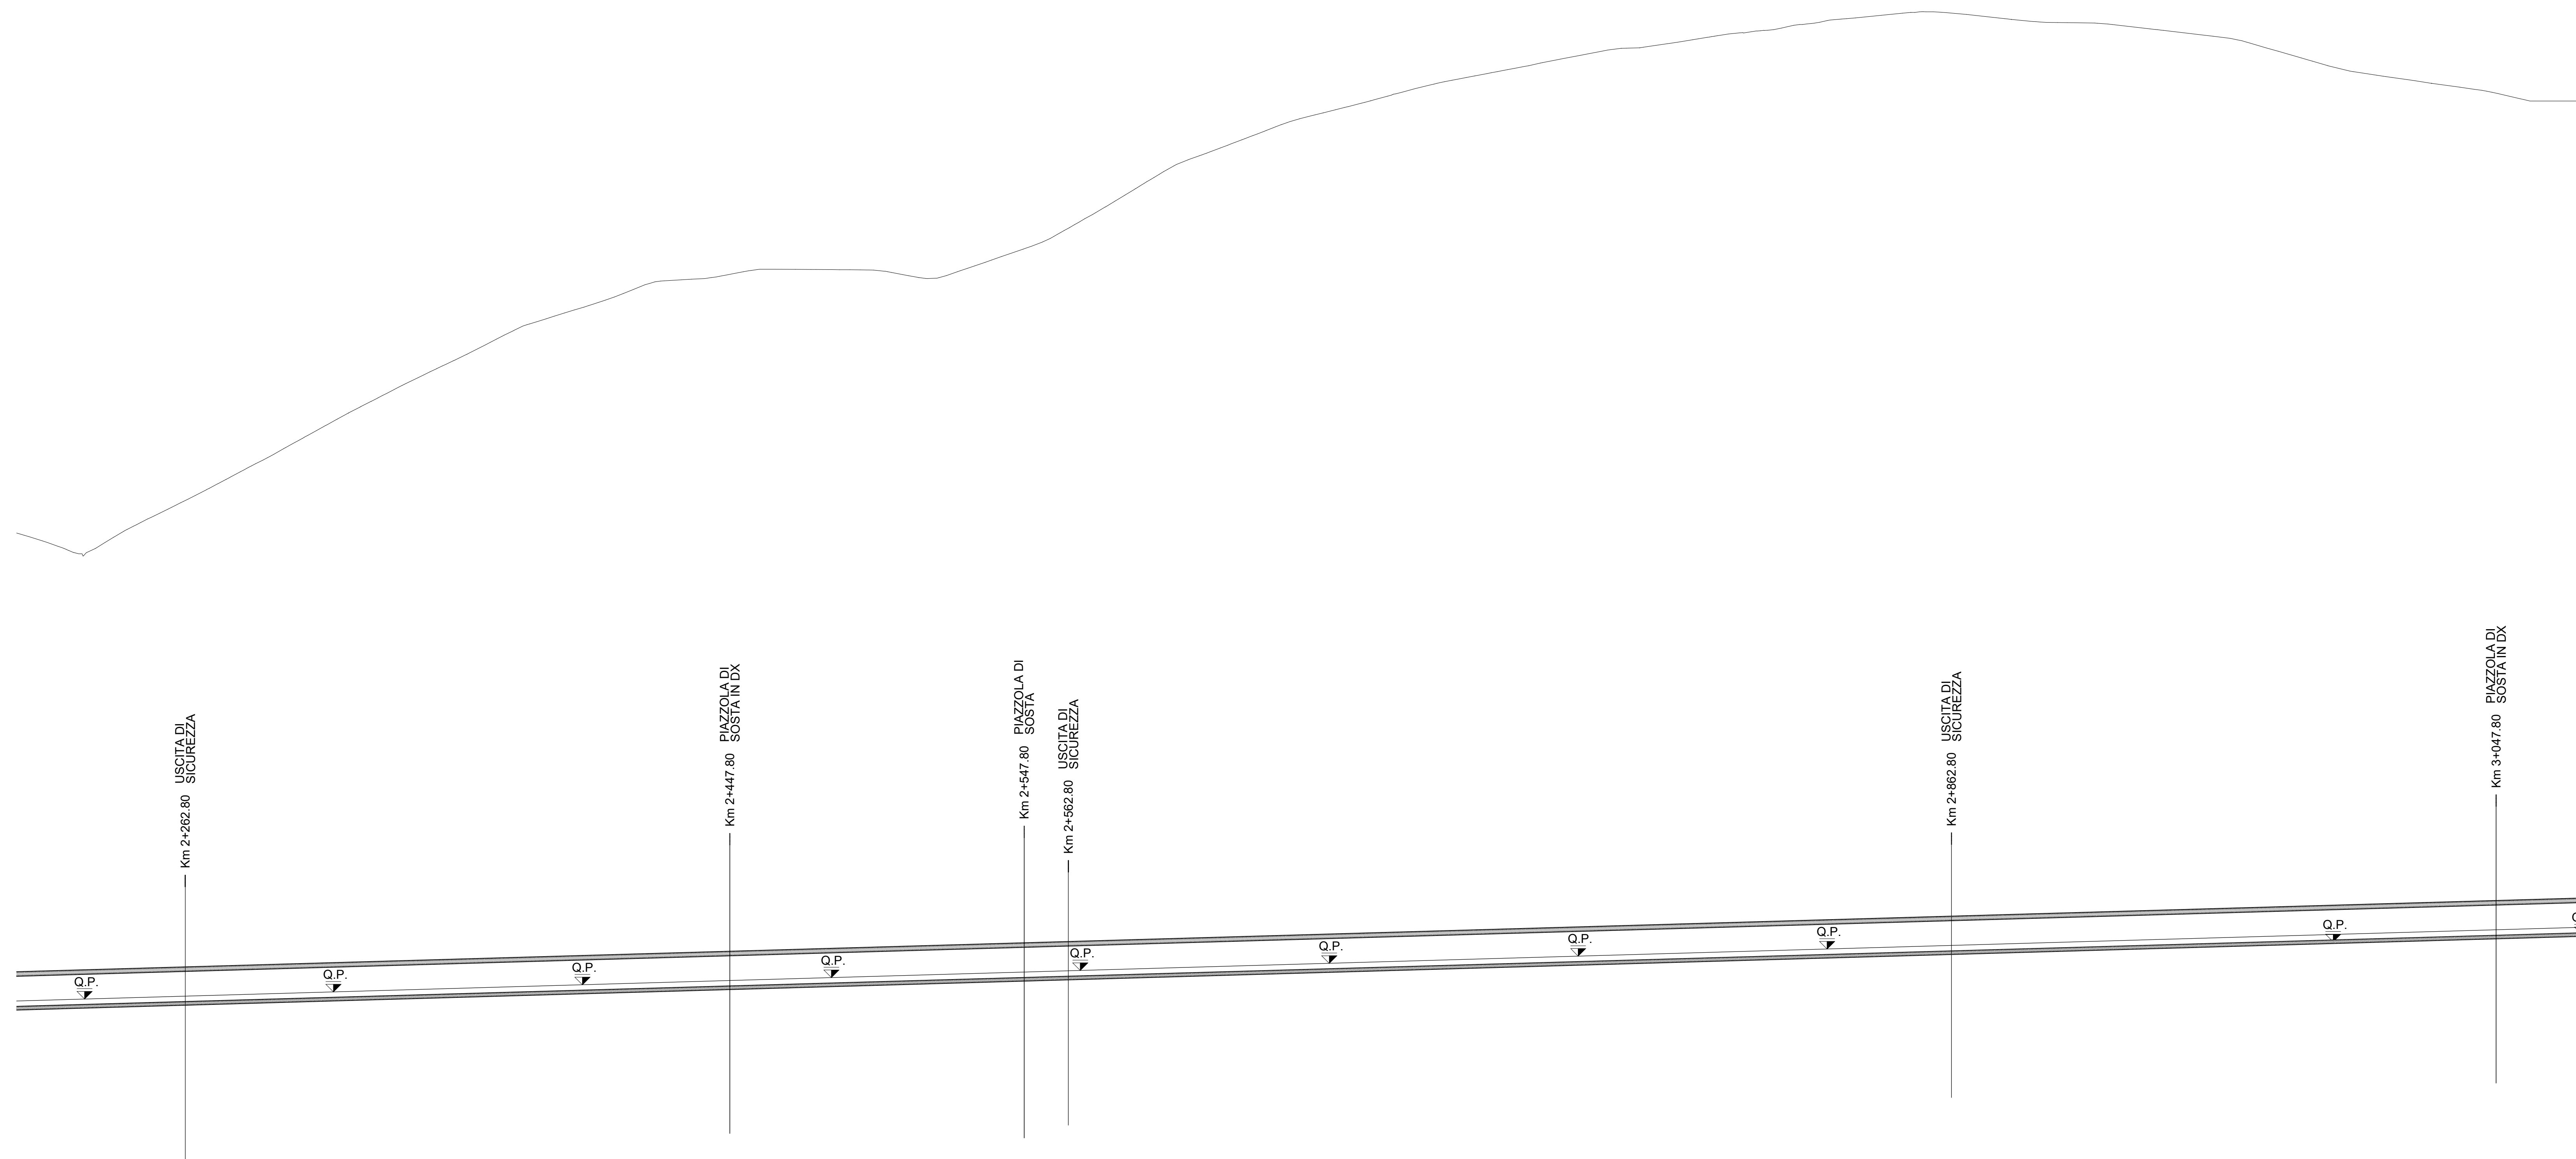 USCITA DI
SICUREZZA
Km 2+262.80
PIAZZOLA DI
SOSTA IN DX
Km 2+447.80
PIAZZOLA DI
SOSTA
Km 2+547.80
USCITA DI
SICUREZZA
Km 2+562.80
USCITA DI
SICUREZZA
Km 2+862.80
PIAZZOLA DI
SOSTA IN DX
Km 3+047.80
Q.P.
Q.P.
Q.P.
Q.P.
Q.P.
Q.P.
Q.P.
Q.P.
Q.P.